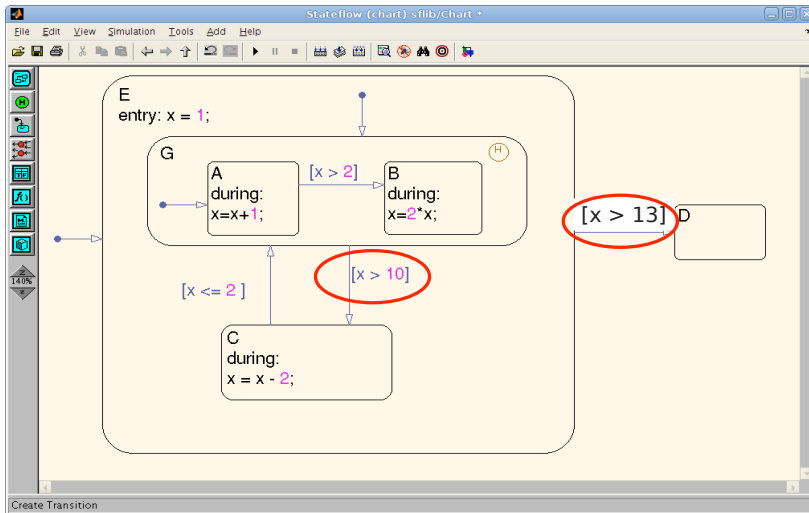 Stateflow (chart) sflib/Chart *
File Edit View Simulation Tools Add Help
E
entry: x = 1;
G
H
A
during:
x=x+1;
[x > 2]
B
during:
x=2*x;
[x > 13]
D
[x <= 2 ]
[x > 10]
C
during:
x = x - 2;
140%
Create Transition